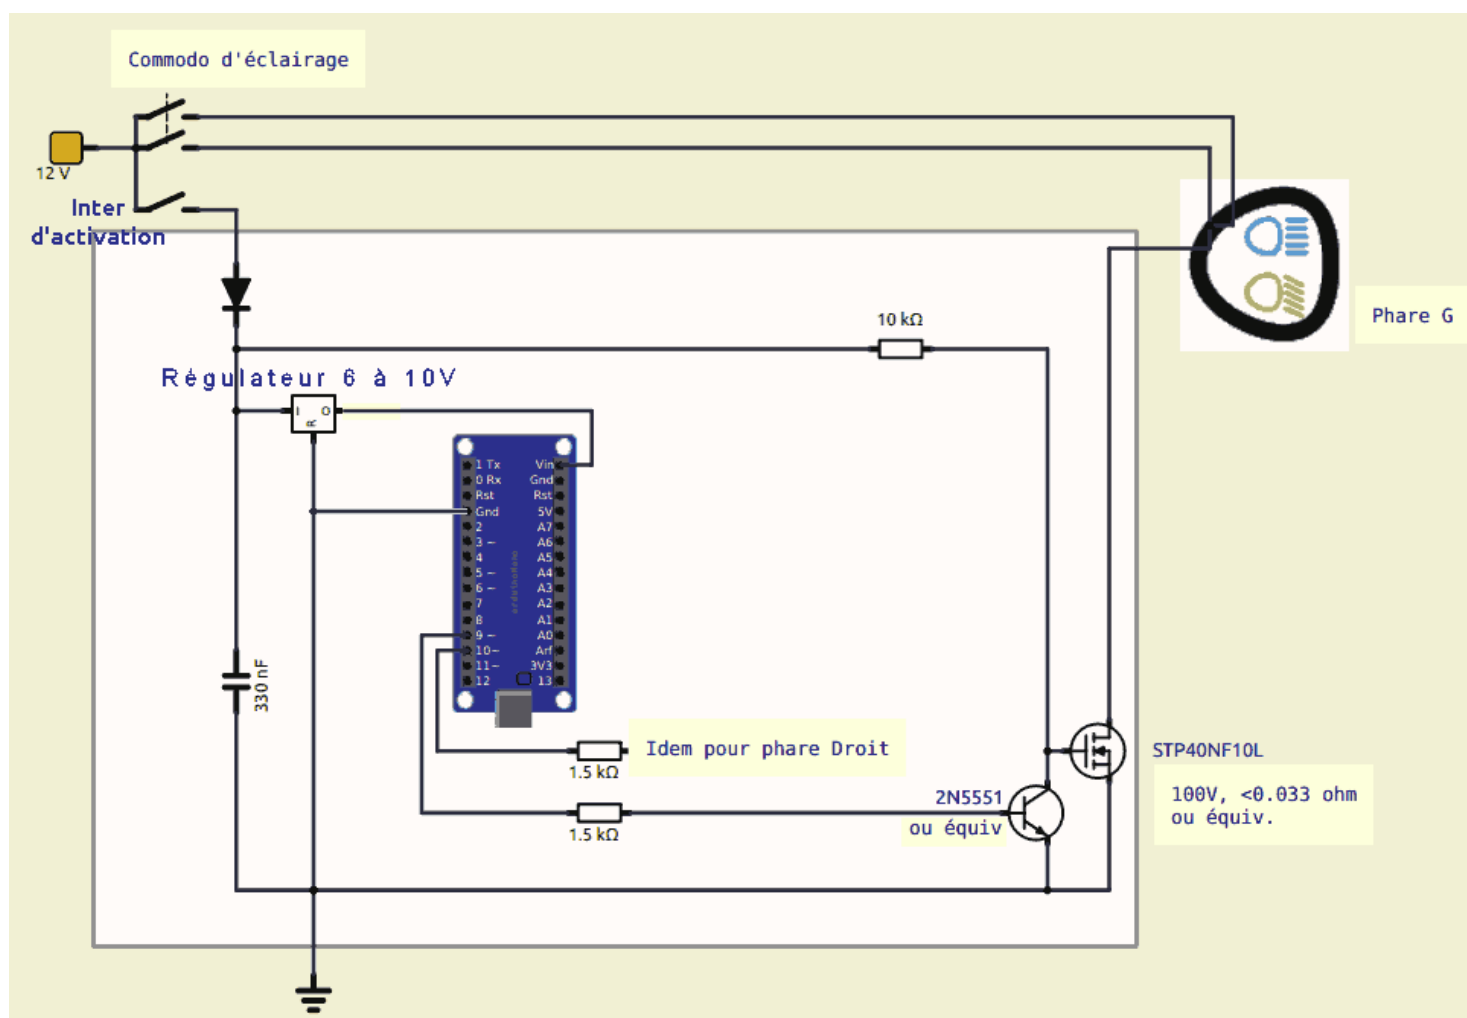 Commodo d'éclairage
12 V
Inter
d'activation
10 kΩ
Phare G
Régulateur 6 à 10V
I O
R
1 Tx Vin
0 Rx Gnd
Rst Rst
Gnd 5V
2 A7
3 ~ A6
4 A5
5 ~ A4
6 ~ A3
7 A2
8 A1
9 ~ A0
10~ Arf
11~ 3V3
12 13
arduinoNano
330 nF
Idem pour phare Droit
1.5 kΩ
STP40NF10L
100V, <0.033 ohm
ou équiv.
2N5551
ou équiv
1.5 kΩ